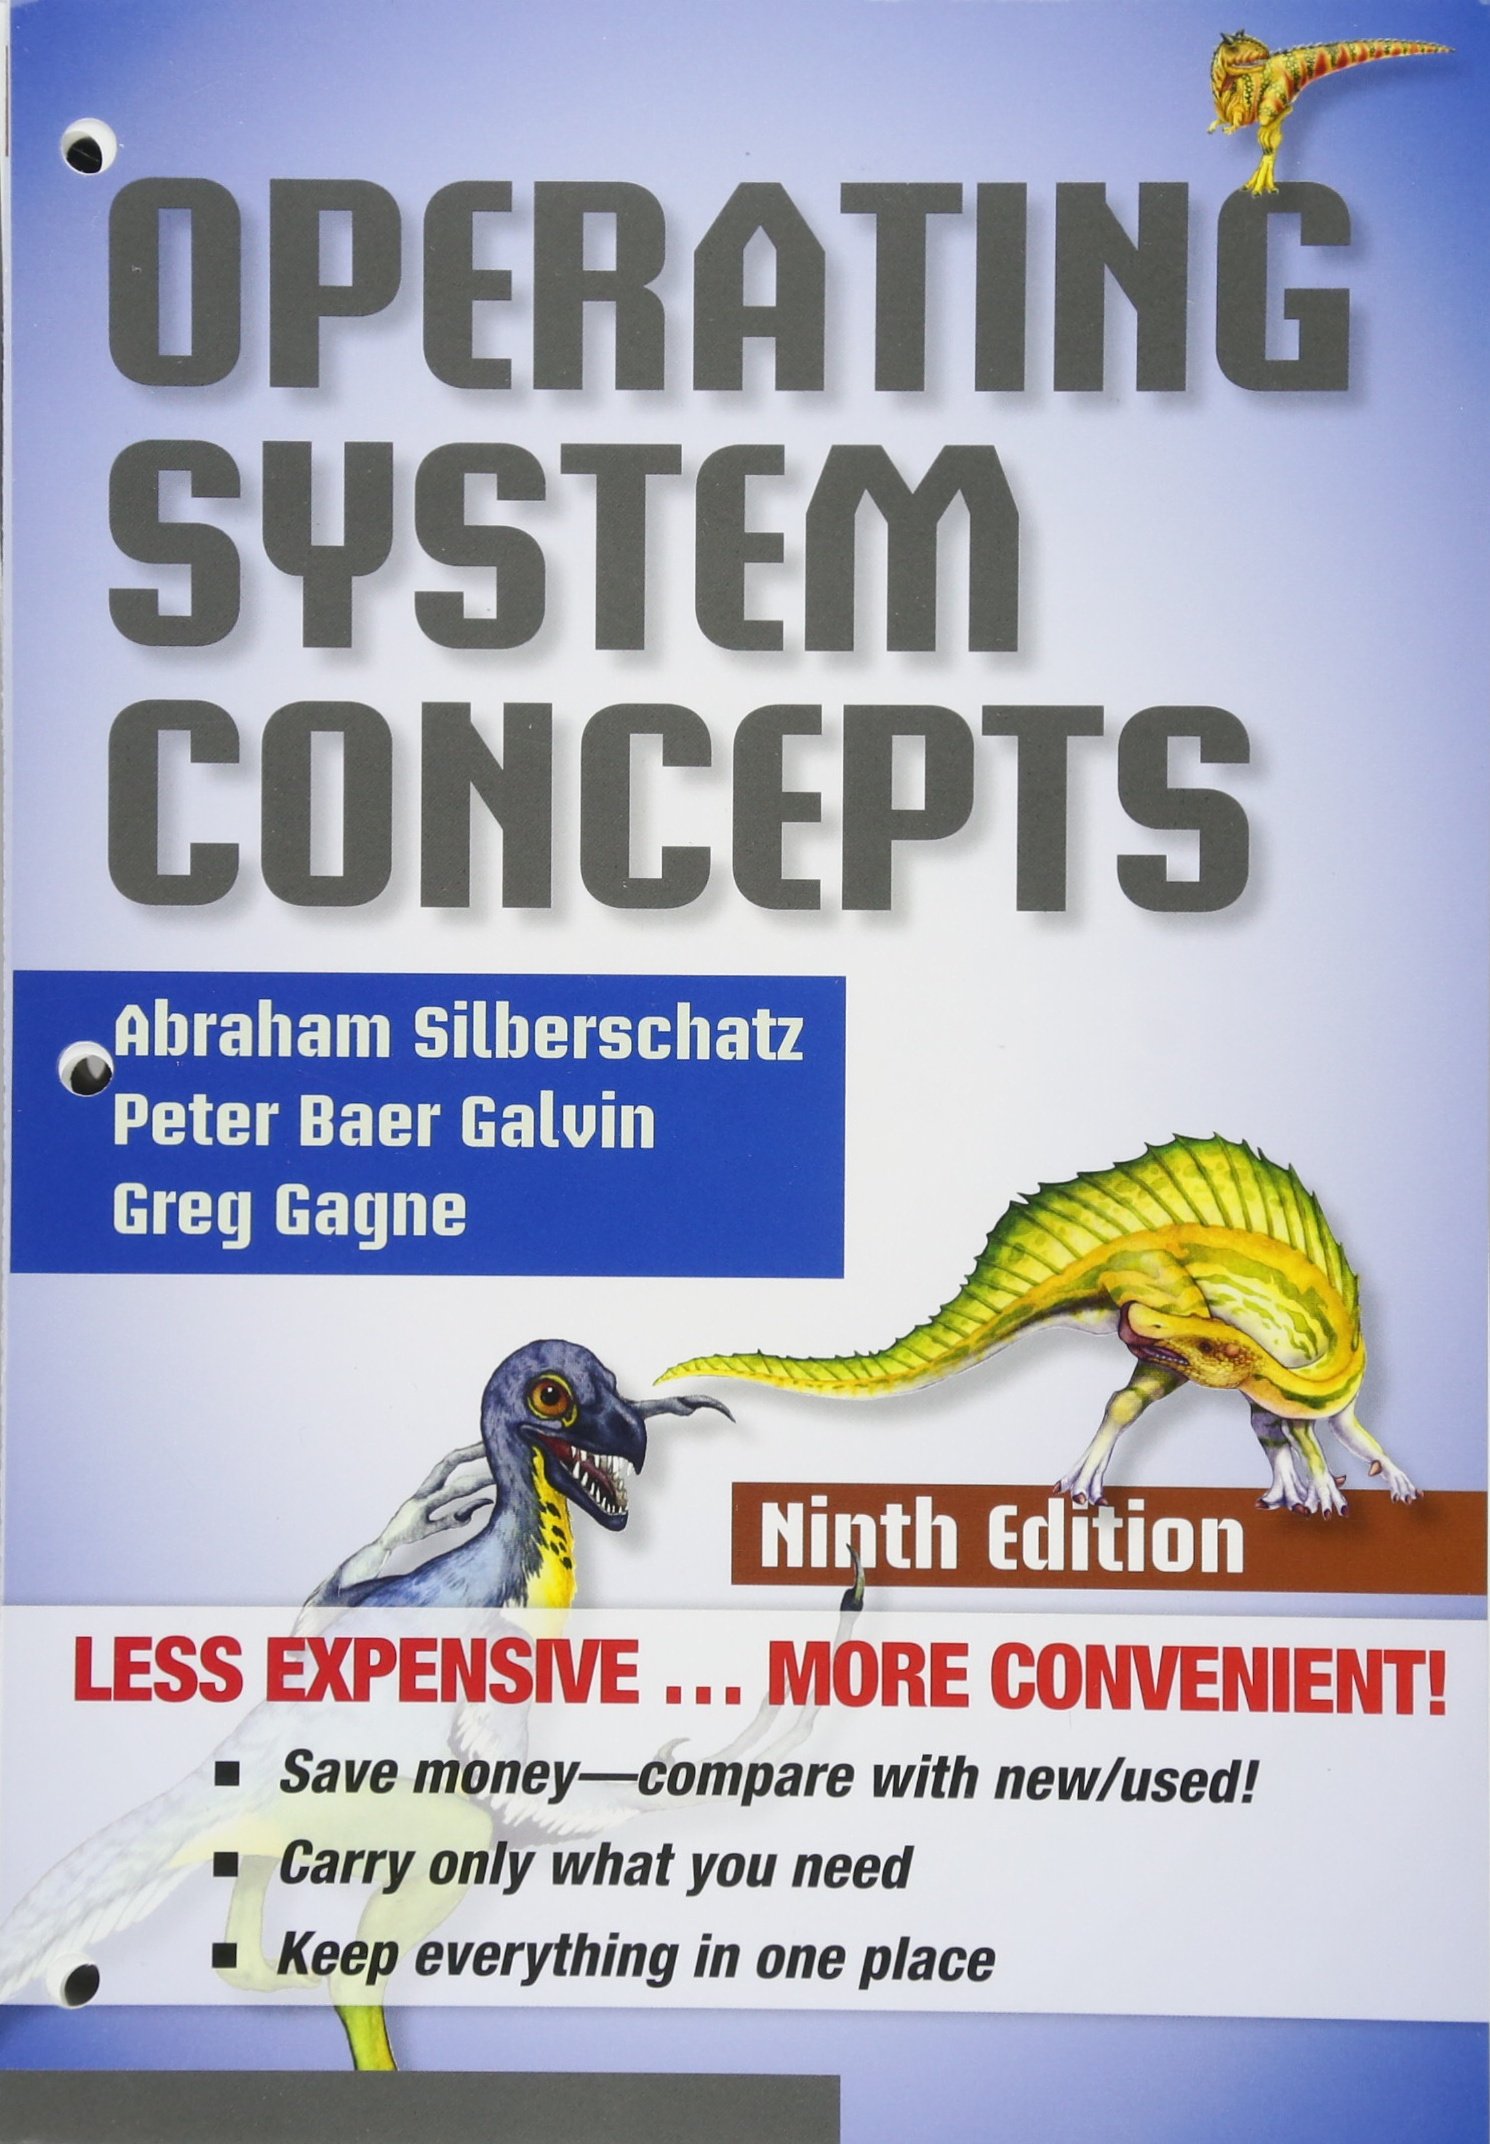 OPERATING
SYSTEM
CONCEPTS
Abraham Silberschatz
Peter Baer Galvin
Greg Gagne
Ninth Edition
LESS EXPENSIVE ... MORE CONVENIENT!
▪ Save money—compare with new/used!
▪ Carry only what you need
▪ Keep everything in one place